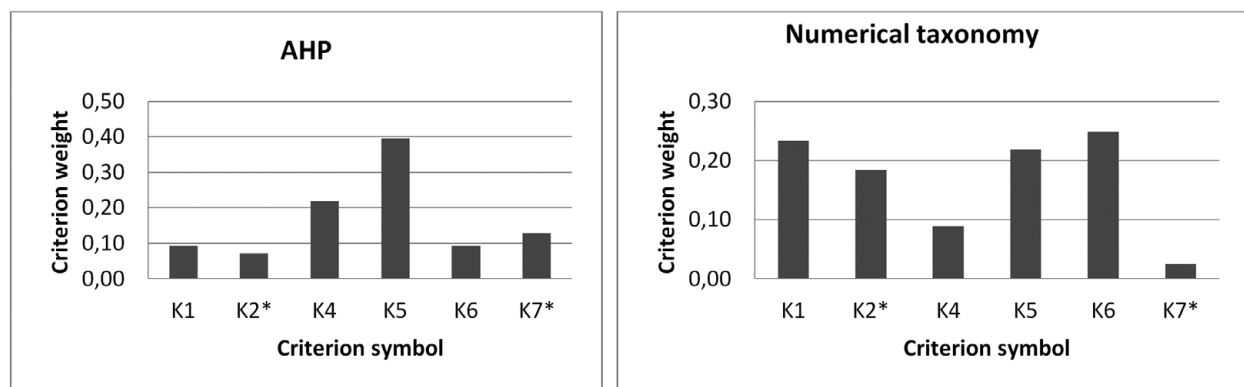 AHP
Criterion weight
0,50
0,40
0,30
0,20
0,10
0,00
K1 K2* K4 K5 K6 K7*
Criterion symbol
Numerical taxonomy
Criterion weight
0,30
0,20
0,10
0,00
K1 K2* K4 K5 K6 K7*
Criterion symbol